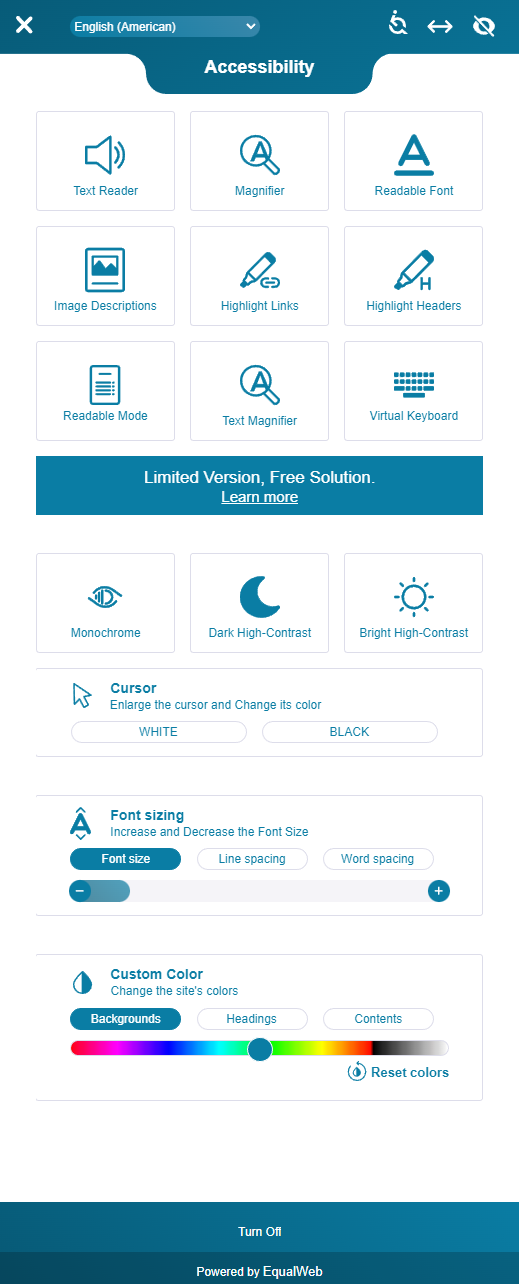 English (American)
Accessibility
Text Reader
Magnifier
Readable Font
Image Descriptions
Highlight Links
Highlight Headers
Readable Mode
Text Magnifier
Virtual Keyboard
Limited Version, Free Solution.
Learn more
Monochrome
Dark High-Contrast
Bright High-Contrast
Cursor
Enlarge the cursor and Change its color
WHITE
BLACK
Font sizing
Increase and Decrease the Font Size
Font size
Line spacing
Word spacing
Custom Color
Change the site's colors
Backgrounds
Headings
Contents
Reset colors
Turn Off
Powered by EqualWeb